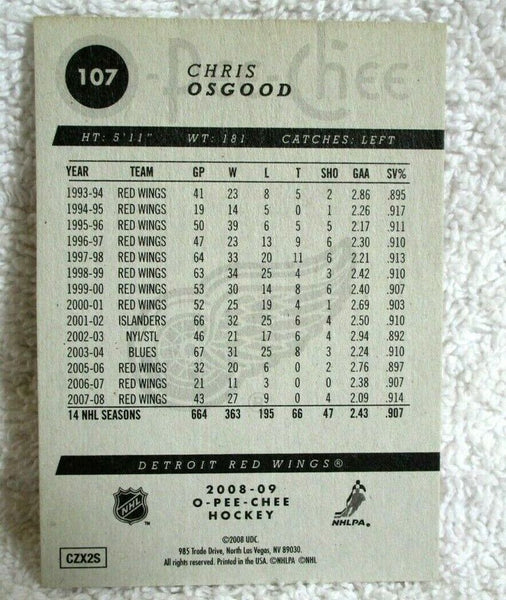 O-Pee-Chee
107
CHRIS
OSGOOD
HT: 5'11" WT: 181 CATCHES: LEFT
YEAR TEAM GP W L T SHO GAA SV%
1993-94 RED WINGS 41 23 8 5 2 2.86 .895
1994-95 RED WINGS 19 14 5 0 1 2.26 .917
1995-96 RED WINGS 50 39 6 5 5 2.17 .911
1996-97 RED WINGS 47 23 13 9 6 2.30 .910
1997-98 RED WINGS 64 33 20 11 6 2.21 .913
1998-99 RED WINGS 63 34 25 4 3 2.42 .910
1999-00 RED WINGS 53 30 14 8 6 2.40 .907
2000-01 RED WINGS 52 25 19 4 1 2.69 .903
2001-02 ISLANDERS 66 32 25 6 4 2.50 .910
2002-03 NYI/STL 46 21 17 6 4 2.94 .892
2003-04 BLUES 67 31 25 8 3 2.24 .910
2005-06 RED WINGS 32 20 6 0 2 2.76 .897
2006-07 RED WINGS 21 11 3 0 0 2.38 .907
2007-08 RED WINGS 43 27 9 0 4 2.09 .914
14 NHL SEASONS 664 363 195 66 47 2.43 .907
DETROIT RED WINGS®
2008-09
O-PEE-CHEE
HOCKEY
NHL ™
NHLPA®
©2008 UDC.
985 Trade Drive, North Las Vegas, NV 89030.
All rights reserved. Printed in the USA. ©NHLPA ©NHL
CZX2S